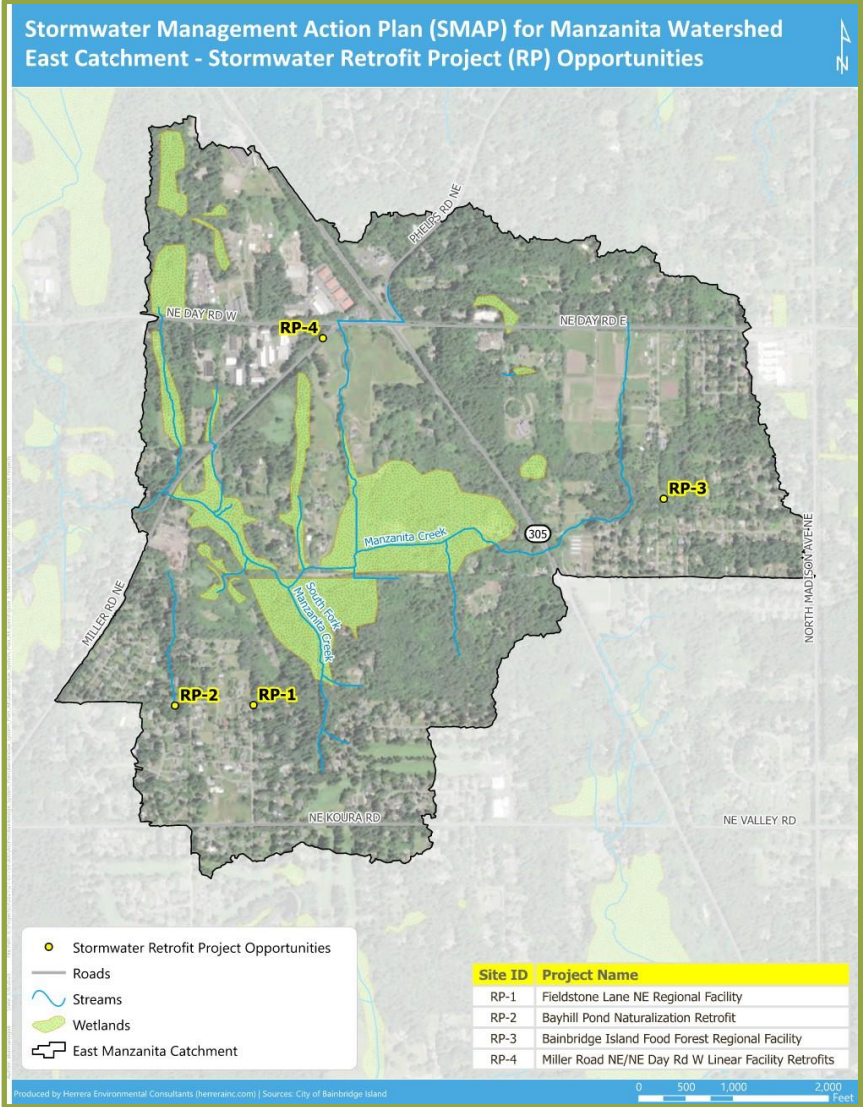 Stormwater Management Action Plan (SMAP) for Manzanita Watershed
East Catchment - Stormwater Retrofit Project (RP) Opportunities
N
PHELPS RD NE
NE DAY RD W
RP-4
NE DAY RD E
RP-3
Manzanita Creek
305
South Fork
Manzanita Creek
MILLER RD NE
NORTH MADISON AVE NE
RP-2
RP-1
NE KOURA RD
NE VALLEY RD
Stormwater Retrofit Project Opportunities
Roads
Streams
Wetlands
East Manzanita Catchment
Site ID Project Name
RP-1 Fieldstone Lane NE Regional Facility
RP-2 Bayhill Pond Naturalization Retrofit
RP-3 Bainbridge Island Food Forest Regional Facility
RP-4 Miller Road NE/NE Day Rd W Linear Facility Retrofits
Produced by Herrera Environmental Consultants (herrerainc.com) | Sources: City of Bainbridge Island
0 500 1,000 2,000
Feet